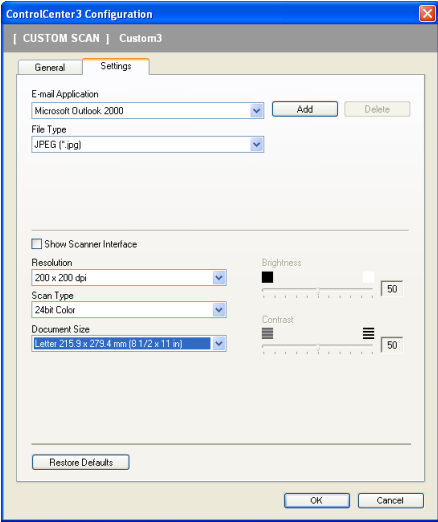 ControlCenter3 Configuration
[ CUSTOM SCAN ] Custom3
General Settings
E-mail Application
Microsoft Outlook 2000 Add Delete
File Type
JPEG (*.jpg)
Show Scanner Interface
Resolution Brightness
200 x 200 dpi 50
Scan Type
24bit Color
Contrast
Document Size
Letter 215.9 x 279.4 mm (8 1/2 x 11 in) 50
Restore Defaults
OK Cancel